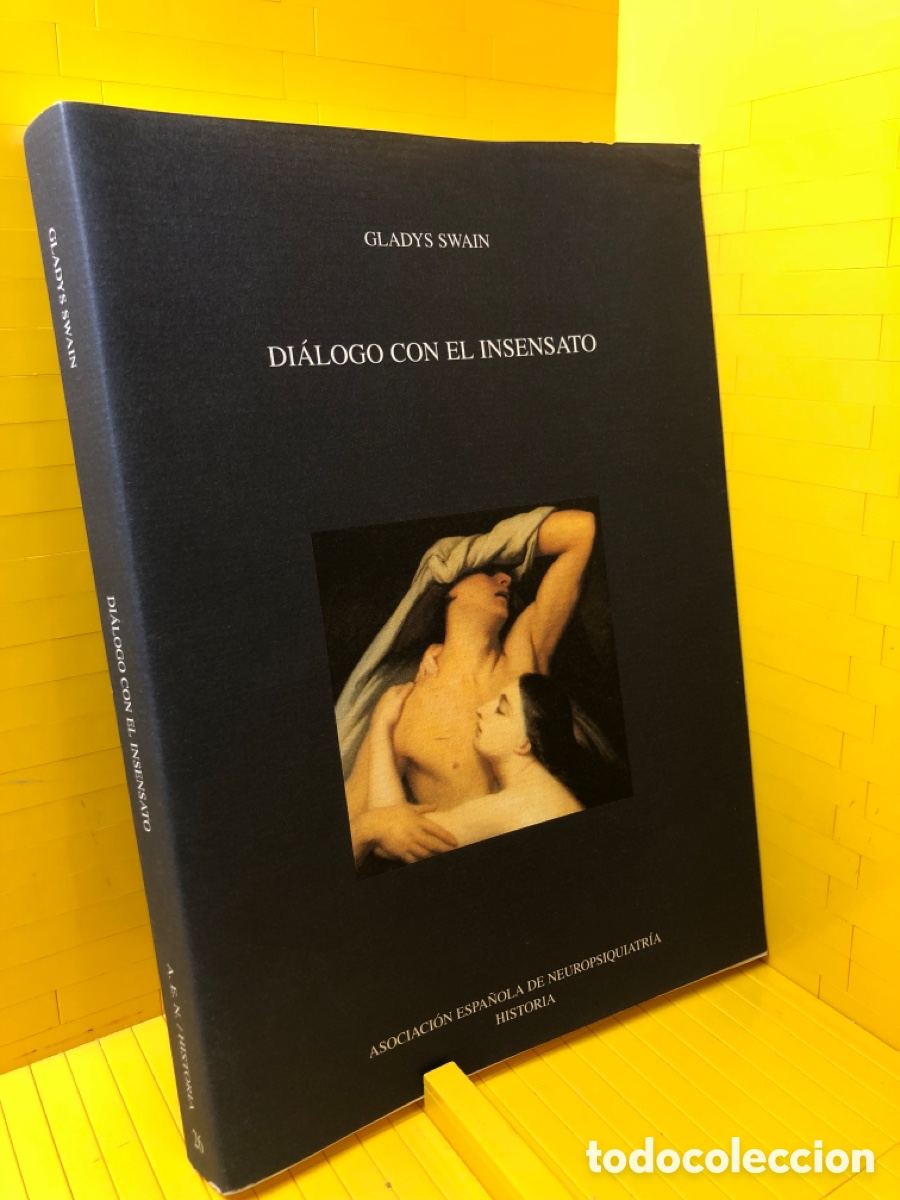 GLADYS SWAIN
DIÁLOGO CON EL INSENSATO
ASOCIACIÓN ESPAÑOLA DE NEUROPSIQUIATRÍA
HISTORIA
GLADYS SWAIN
DIÁLOGO CON EL INSENSATO
A. E. N. / HISTORIA
26
todocoleccion